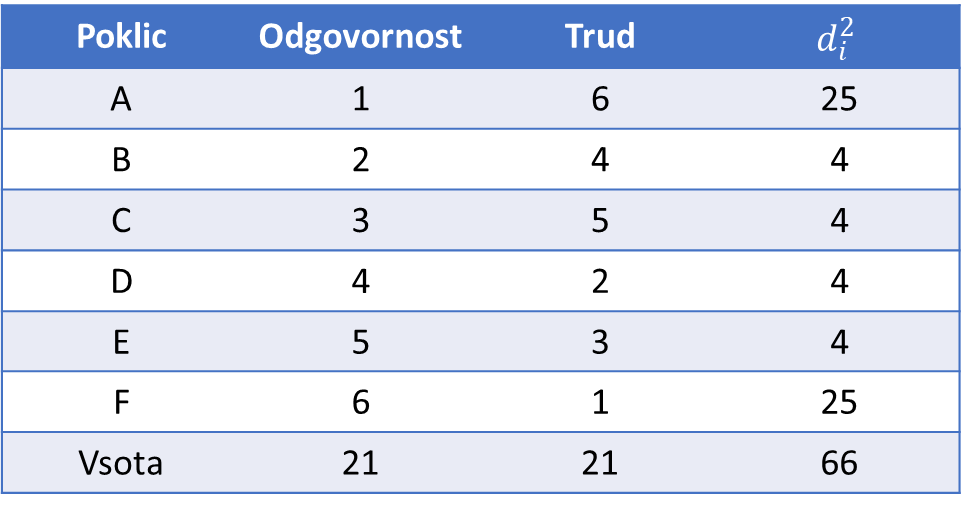 Poklic Odgovornost Trud $d_i^2$
A 1 6 25
B 2 4 4
C 3 5 4
D 4 2 4
E 5 3 4
F 6 1 25
Vsota 21 21 66